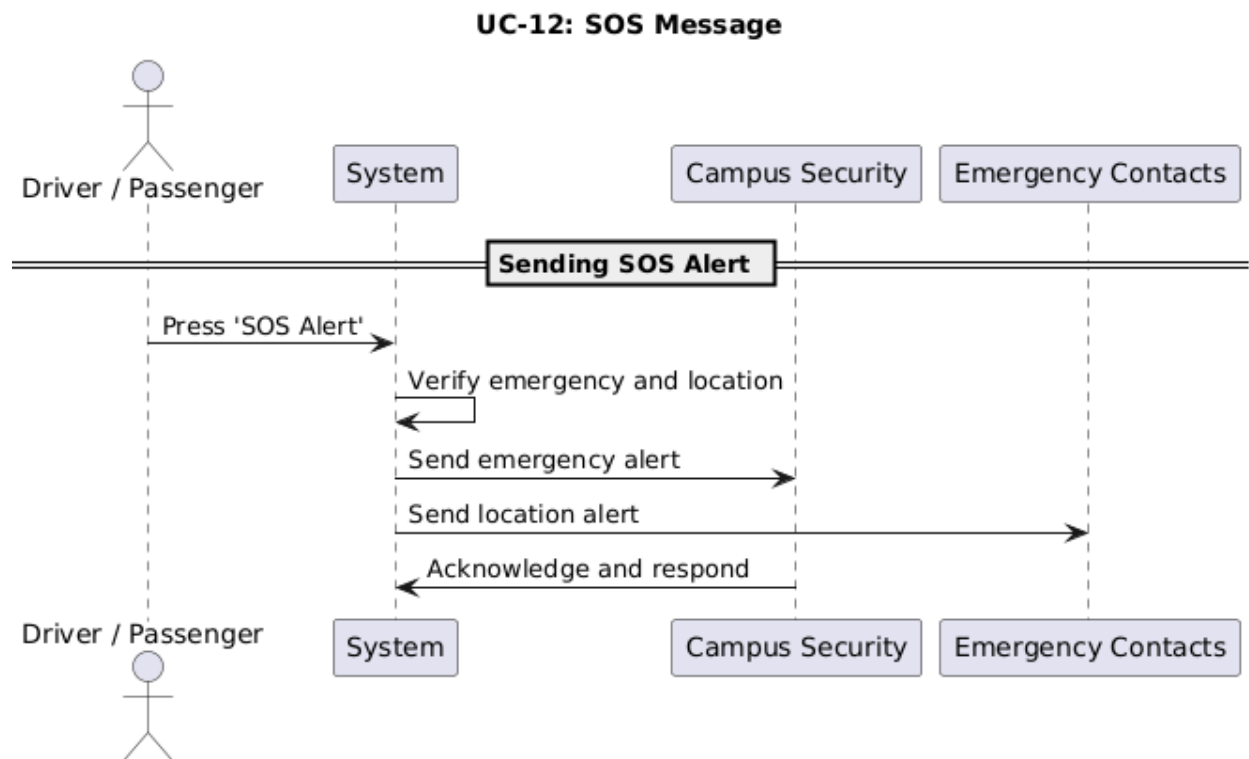 UC-12: SOS Message
Driver / Passenger
System
Campus Security
Emergency Contacts
Sending SOS Alert
Press 'SOS Alert'
Verify emergency and location
Send emergency alert
Send location alert
Acknowledge and respond
Driver / Passenger
System
Campus Security
Emergency Contacts